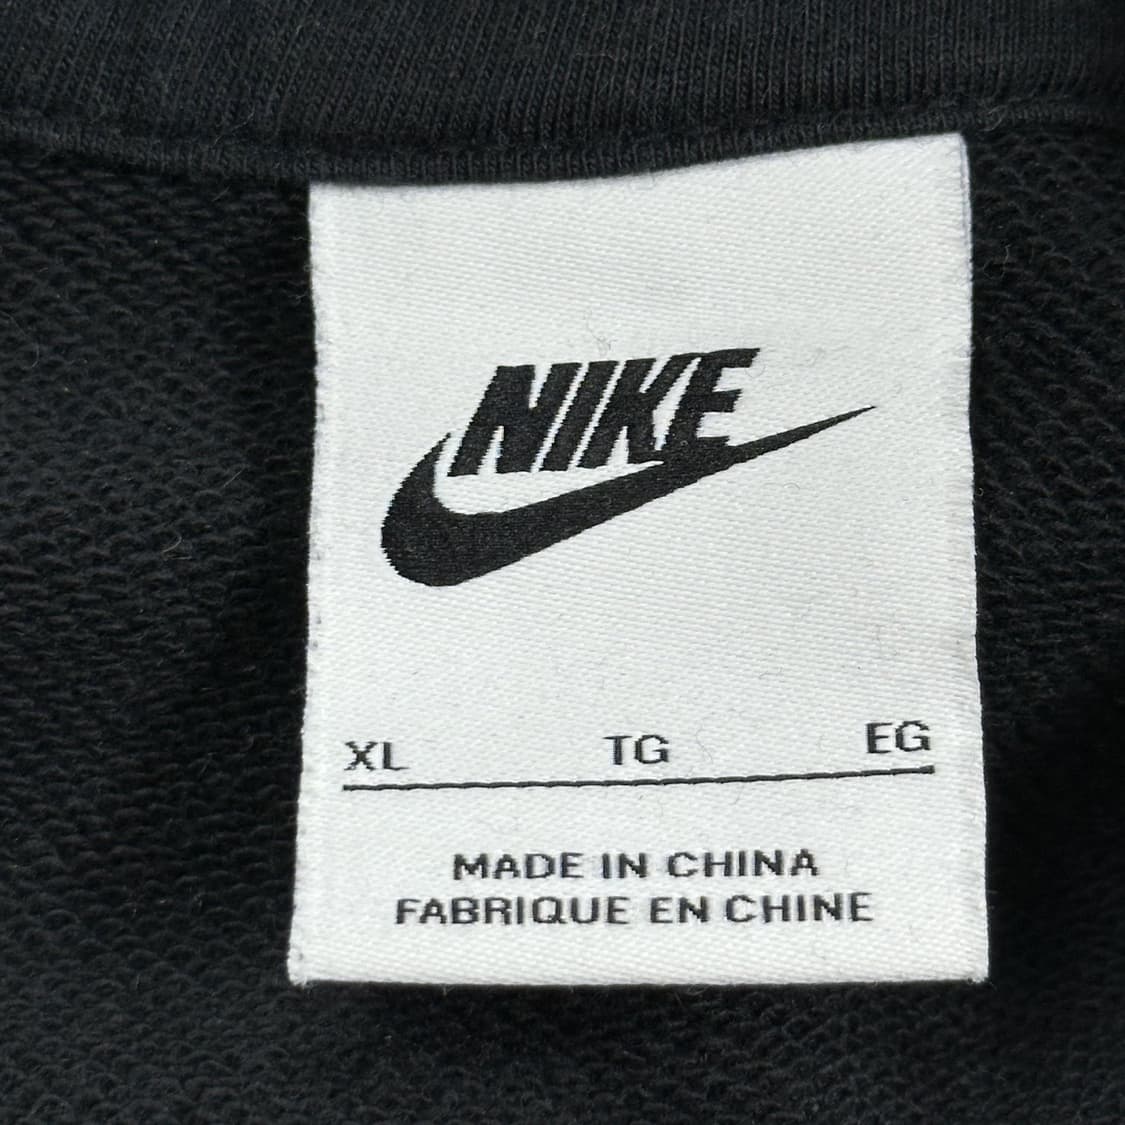 NIKE
XL TG EG
MADE IN CHINA
FABRIQUE EN CHINE